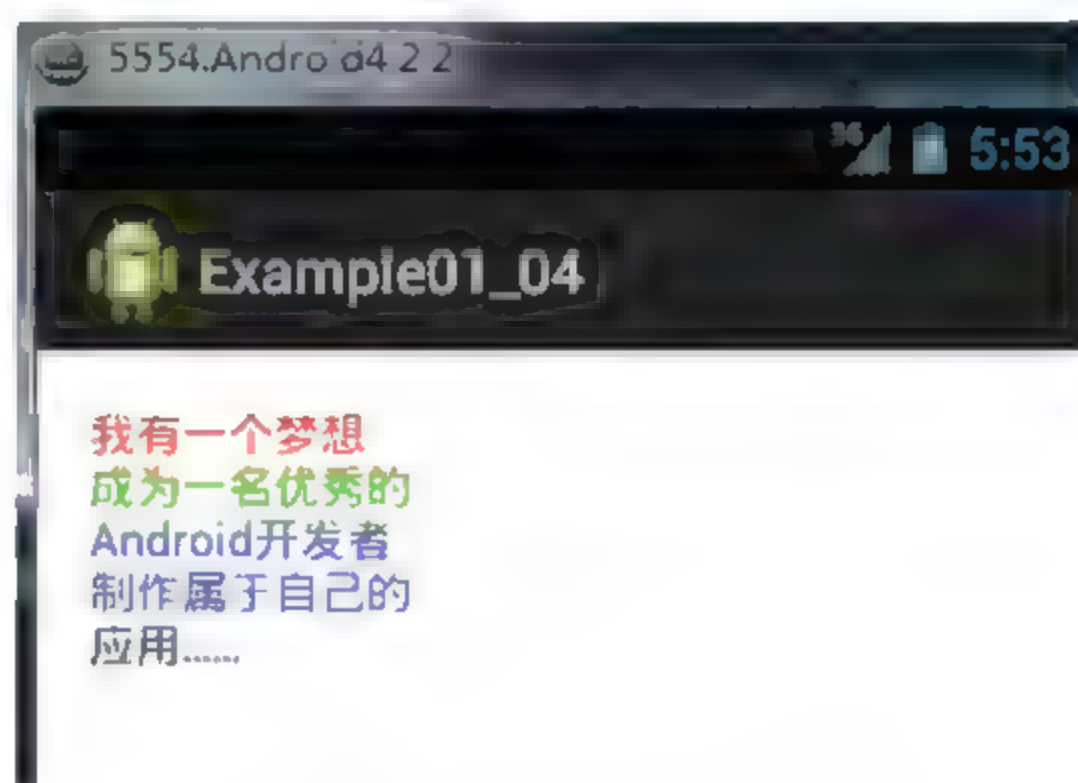 5554.Andro d4 2 2
3G 5:53
Example01_04
我有一个梦想
成为一名优秀的
Android开发者
制作属于自己的
应用......